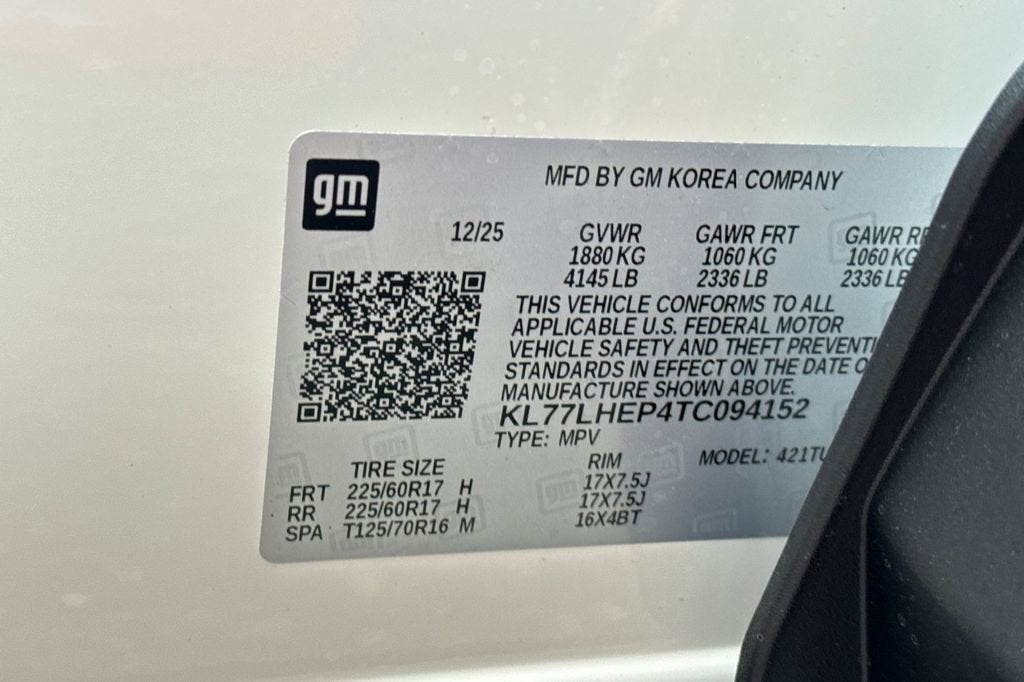 gm
MFD BY GM KOREA COMPANY
12/25 GVWR GAWR FRT GAWR
1880 KG 1060 KG 1060 KG
4145 LB 2336 LB 2336 LB
THIS VEHICLE CONFORMS TO ALL
APPLICABLE U.S. FEDERAL MOTOR
VEHICLE SAFETY AND THEFT PREVENTI
STANDARDS IN EFFECT ON THE DATE O
MANUFACTURE SHOWN ABOVE.
KL77LHEP4TC094152
TYPE: MPV MODEL: 421TU
TIRE SIZE RIM
FRT 225/60R17 H 17X7.5J
RR 225/60R17 H 17X7.5J
SPA T125/70R16 M 16X4BT